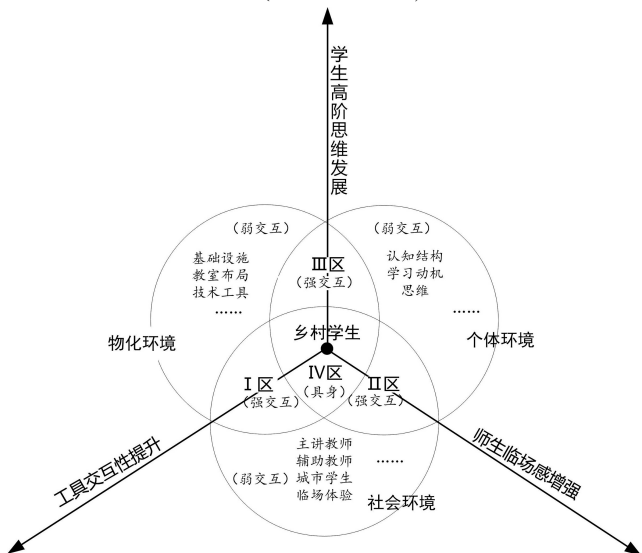 学生高阶思维发展
（弱交互）
（弱交互）
基础设施
教室布局
技术工具
……
Ⅲ区
（强交互）
认知结构
学习动机
思维
……
物化环境
乡村学生
个体环境
Ⅰ区
（强交互）
Ⅳ区
（具身）
Ⅱ区
（强交互）
工具交互性提升
（弱交互）
主讲教师
辅助教师
城市学生
临场体验
……
社会环境
师生临场感增强